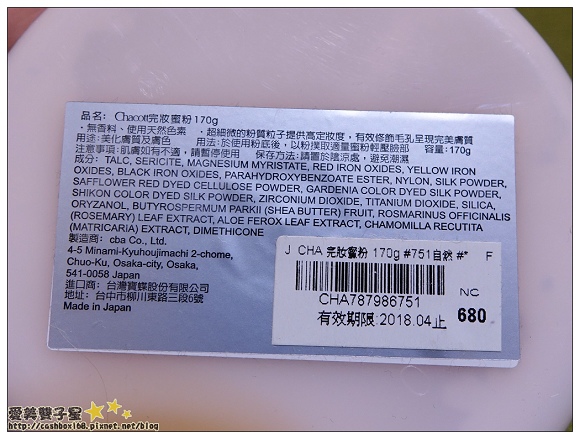 品名：Chacott完妝蜜粉170g
．無香料、使用天然色素 ．超細微的粉質粒子提供高定妝度，有效修飾毛孔呈現完美膚質
用途：美化膚質及膚色 用法：於使用粉底後，以粉撲取適量蜜粉輕壓臉部 容量：170g
注意事項：肌膚如有不適，請暫停使用 保存方法：請置於陰涼處，避免潮濕
成分：TALC, SERICITE, MAGNESIUM MYRISTATE, RED IRON OXIDES, YELLOW IRON
OXIDES, BLACK IRON OXIDES, PARAHYDROXYBENZOATE ESTER, NYLON, SILK POWDER,
SAFFLOWER RED DYED CELLULOSE POWDER, GARDENIA COLOR DYED SILK POWDER,
SHIKON COLOR DYED SILK POWDER, ZIRCONIUM DIOXIDE, TITANIUM DIOXIDE, SILICA,
ORYZANOL, BUTYROSPERMUM PARKII (SHEA BUTTER) FRUIT, ROSMARINUS OFFICINALIS
(ROSEMARY) LEAF EXTRACT, ALOE FEROX LEAF EXTRACT, CHAMOMILLA RECUTITA
(MATRICARIA) EXTRACT, DIMETHICONE
製造商：cba Co., Ltd.
4-5 Minami-Kyuhoujimachi 2-chome,
Chuo-Ku, Osaka-city, Osaka,
541-0058 Japan
進口商：台灣寶蝶股份有限公司
地址：台中市柳川東路三段6號
Made in Japan
J CHA 完妝蜜粉 170g #751自然 #* F
CHA787986751
NC
有效期限:2018.04止 680
愛美雙子星
http://cashbox168.pixnet.net/blog